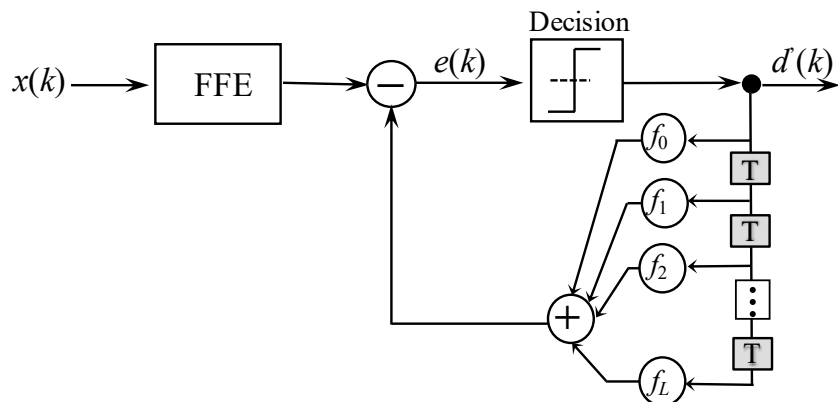 Decision
x(k)
FFE
−
e(k)
d'(k)
f0
T
f1
T
f2
+
T
fL